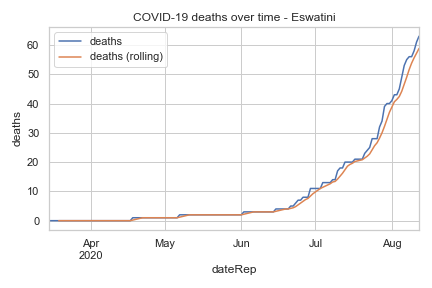 COVID-19 deaths over time - Eswatini
deaths
deaths (rolling)
deaths
60
50
40
30
20
10
0
Apr
2020
May
Jun
Jul
Aug
dateRep